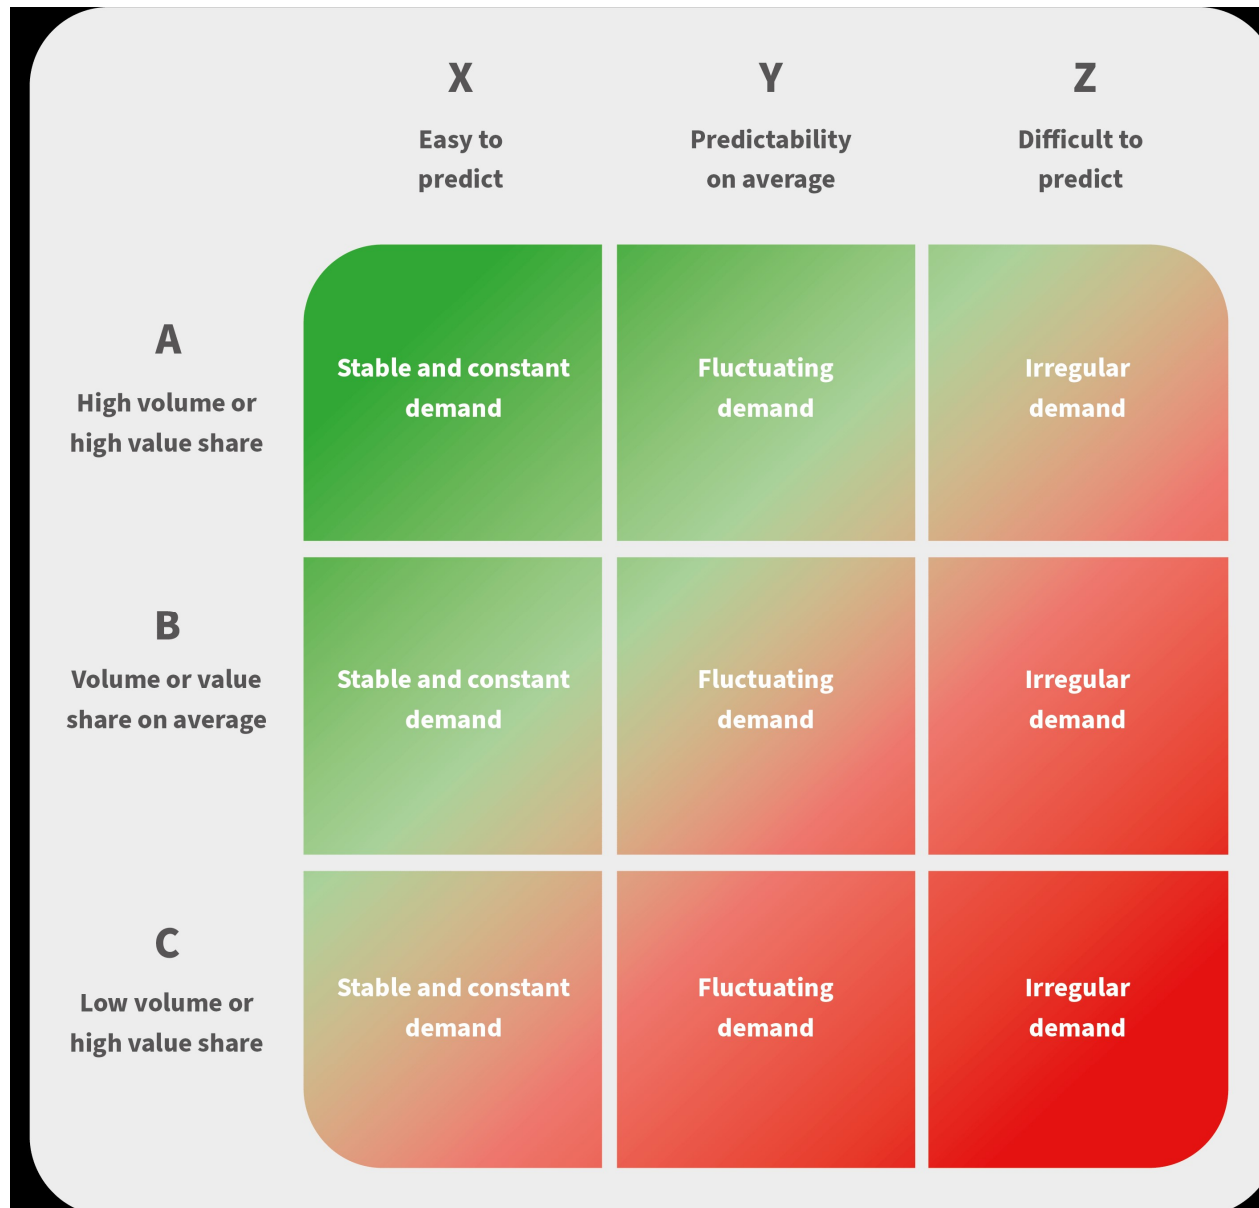 X
Easy to
predict
Y
Predictability
on average
Z
Difficult to
predict
A
High volume or
high value share
Stable and constant
demand
Fluctuating
demand
Irregular
demand
B
Volume or value
share on average
Stable and constant
demand
Fluctuating
demand
Irregular
demand
C
Low volume or
high value share
Stable and constant
demand
Fluctuating
demand
Irregular
demand